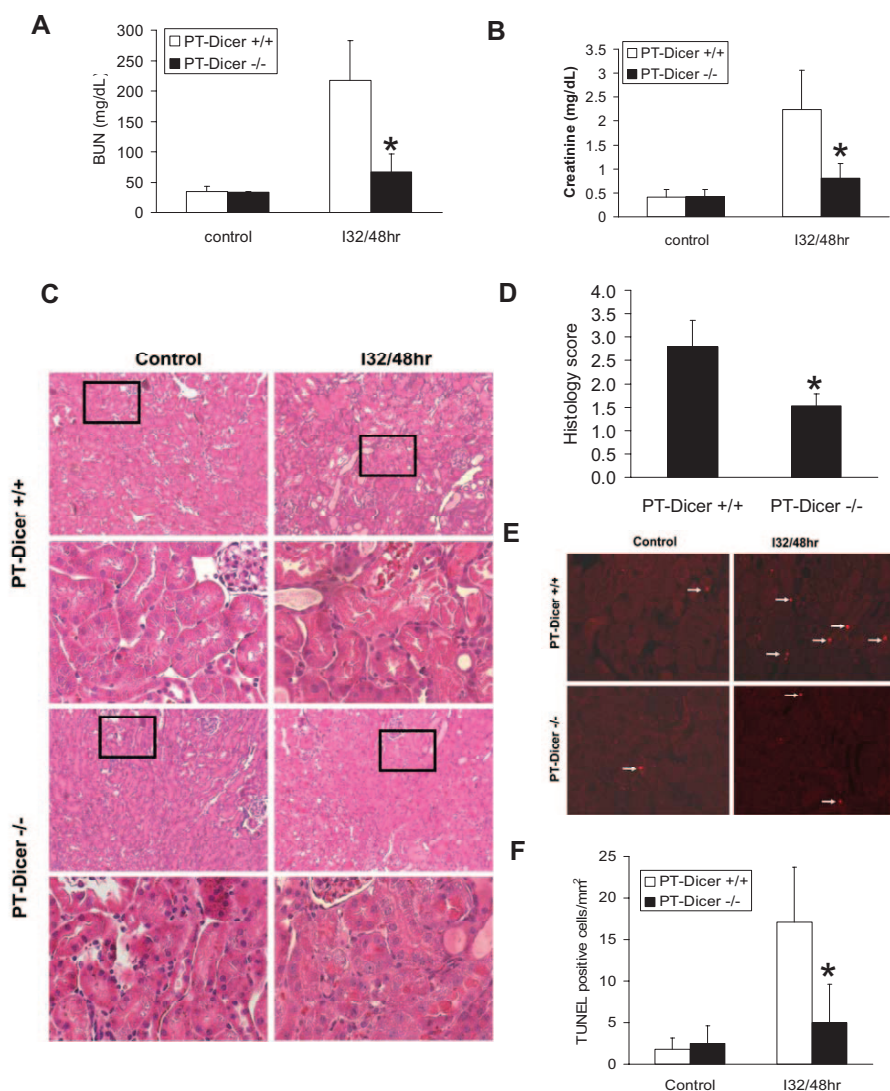 A
PT-Dicer +/+
PT-Dicer -/-
BUN (mg/dL)
300
250
200
150
100
50
0
*
control
I32/48hr
B
PT-Dicer +/+
PT-Dicer -/-
Creatinine (mg/dL)
3.5
3
2.5
2
1.5
1
0.5
0
*
control
I32/48hr
C
Control
I32/48hr
PT-Dicer +/+
PT-Dicer -/-
D
Histology score
4.0
3.5
3.0
2.5
2.0
1.5
1.0
0.5
0.0
*
PT-Dicer +/+
PT-Dicer -/-
E
Control
I32/48hr
PT-Dicer +/+
PT-Dicer -/-
F
PT-Dicer +/+
PT-Dicer -/-
TUNEL positive cells/mm²
25
20
15
10
5
0
*
Control
I32/48hr